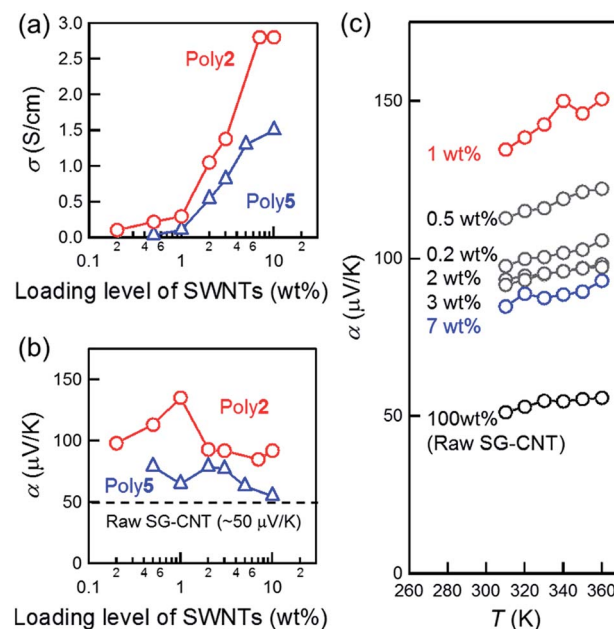 (a)
3.0
2.5
2.0
1.5
1.0
0.5
0.0
σ (S/cm)
Poly2
Poly5
0.1 2 4 6 1 2 4 6 10 2
Loading level of SWNTs (wt%)
(b)
150
100
50
0
α (μV/K)
Poly2
Poly5
Raw SG-CNT (~50 μV/K)
0.1 2 4 6 1 2 4 6 10 2
Loading level of SWNTs (wt%)
(c)
150
100
50
0
α (μV/K)
1 wt%
0.5 wt%
0.2 wt%
2 wt%
3 wt%
7 wt%
100wt%
(Raw SG-CNT)
260 280 300 320 340 360
T (K)